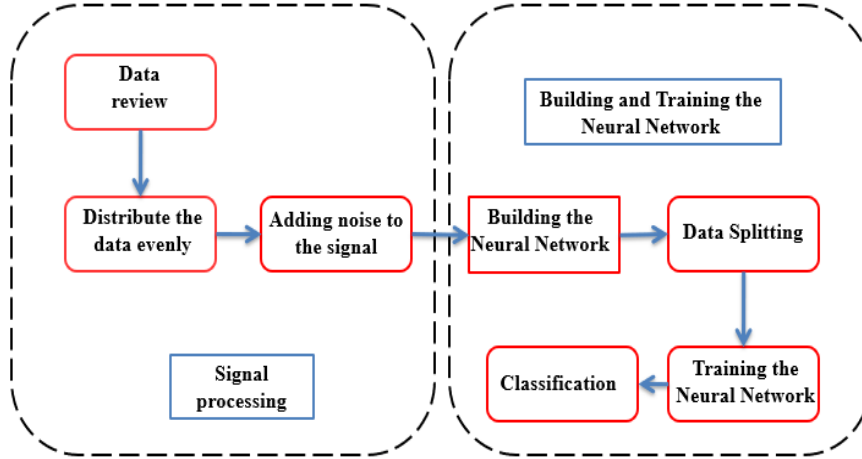 Data
review
Distribute the
data evenly
Adding noise to
the signal
Signal
processing
Building and Training the
Neural Network
Building the
Neural Network
Data Splitting
Training the
Neural Network
Classification